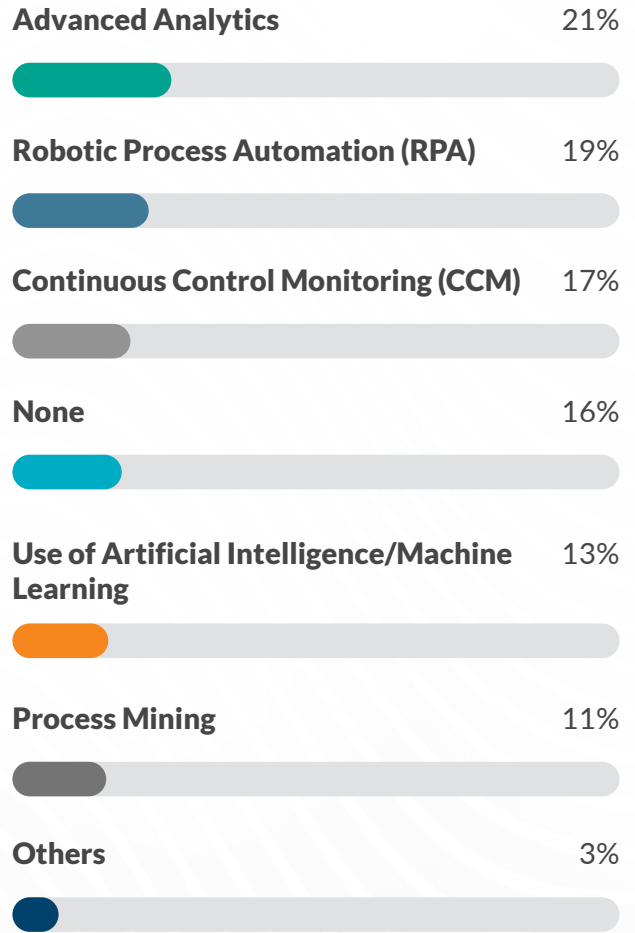 Advanced Analytics 21%
Robotic Process Automation (RPA) 19%
Continuous Control Monitoring (CCM) 17%
None 16%
Use of Artificial Intelligence/Machine 13%
Learning
Process Mining 11%
Others 3%